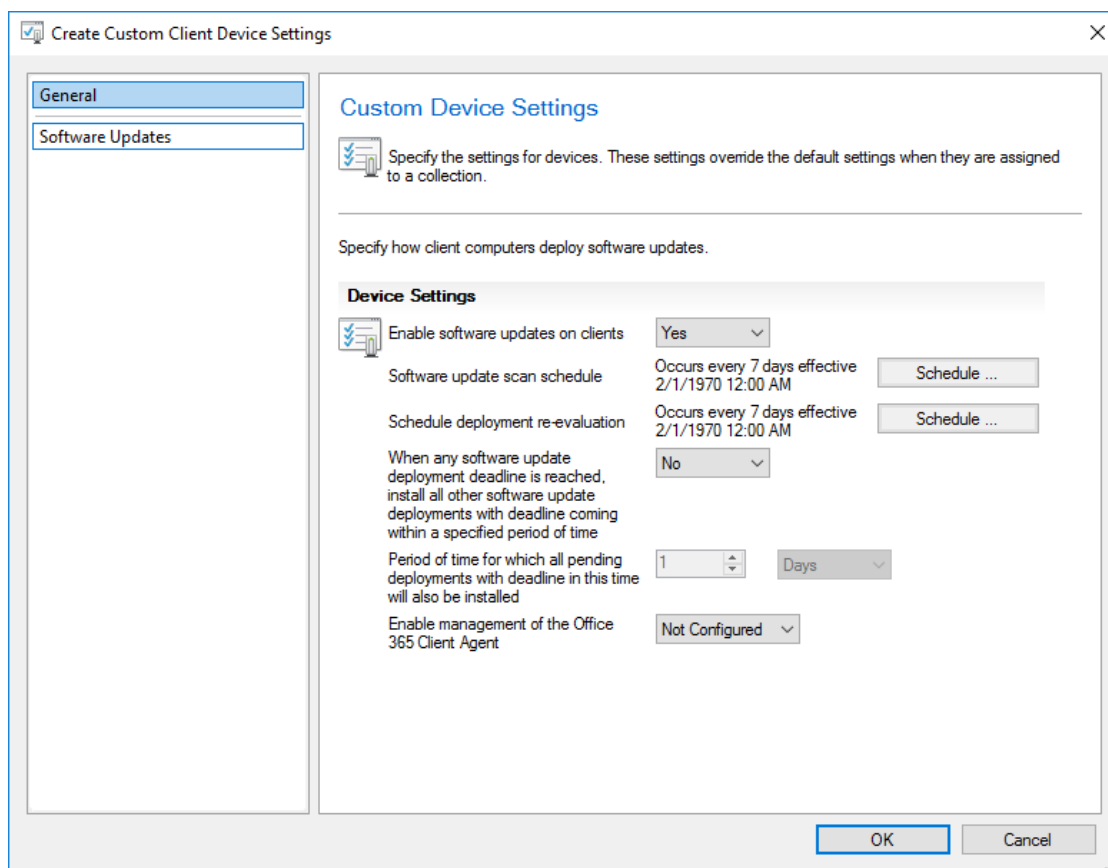 Create Custom Client Device Settings
General
Software Updates
Custom Device Settings
Specify the settings for devices. These settings override the default settings when they are assigned
to a collection.
Specify how client computers deploy software updates.
Device Settings
Enable software updates on clients
Yes
Software update scan schedule
Occurs every 7 days effective
2/1/1970 12:00 AM
Schedule ...
Schedule deployment re-evaluation
Occurs every 7 days effective
2/1/1970 12:00 AM
Schedule ...
When any software update
deployment deadline is reached,
install all other software update
deployments with deadline coming
within a specified period of time
No
Period of time for which all pending
deployments with deadline in this time
will also be installed
1
Days
Enable management of the Office
365 Client Agent
Not Configured
OK
Cancel